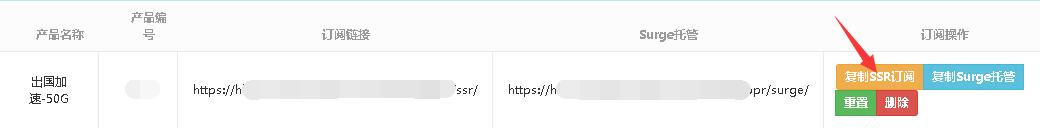 产品名称
产品编
号
订阅链接
Surge托管
订阅操作
出国加
速-50G
https://h
ssr/
https://h
opr/surge/
复制SSR订阅
复制Surge托管
重置
删除